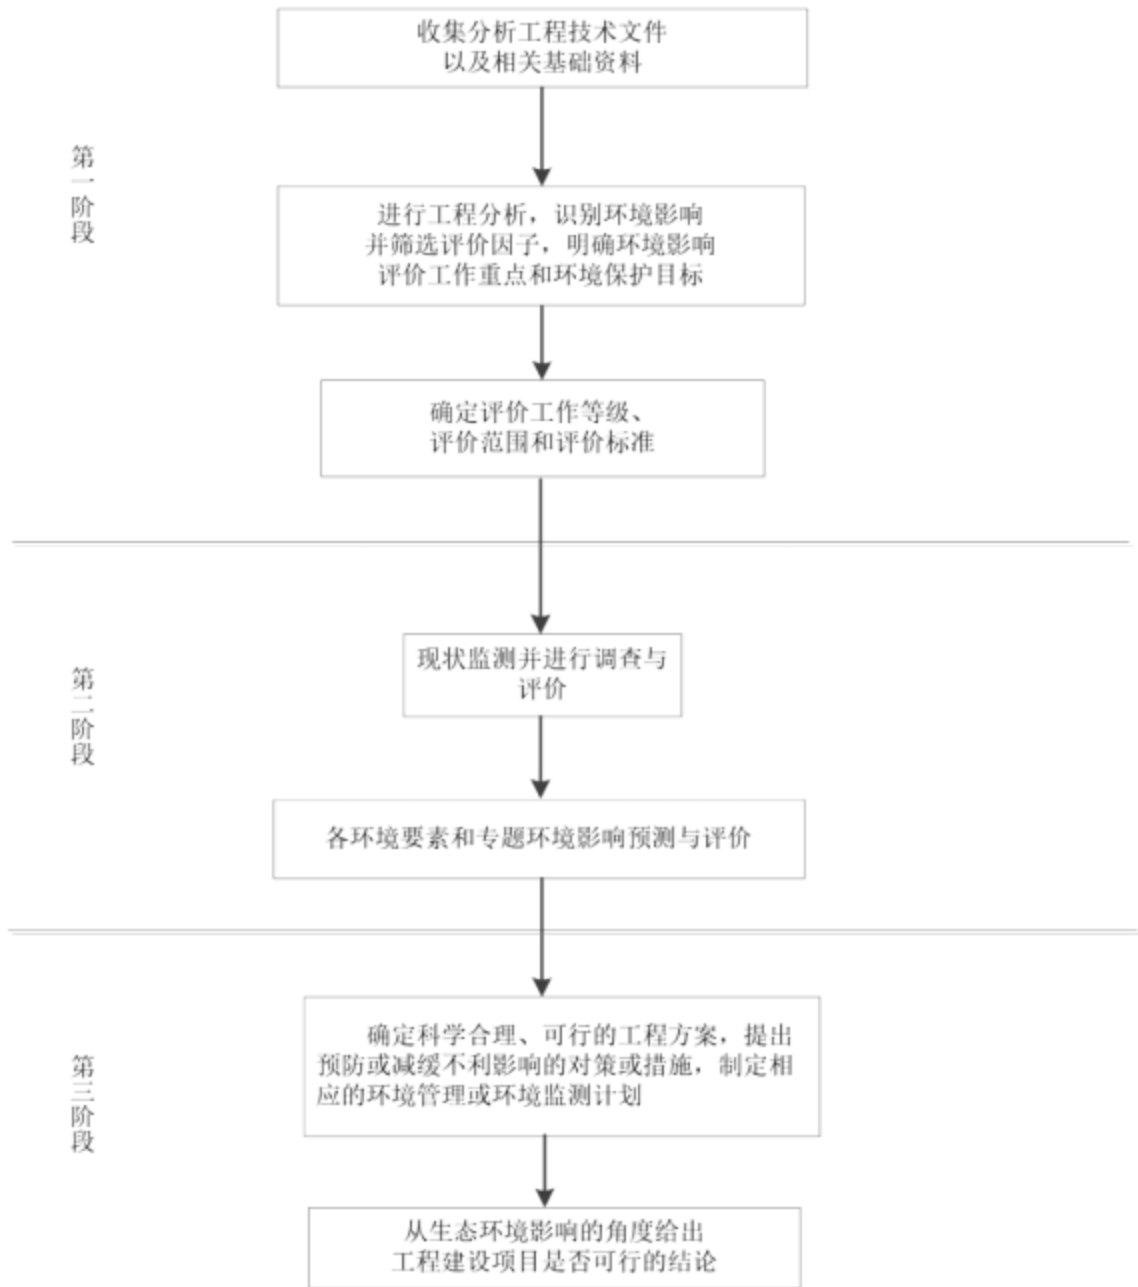 收集分析工程技术文件
以及相关基础资料
第一阶段
进行工程分析，识别环境影响
并筛选评价因子，明确环境影响
评价工作重点和环境保护目标
确定评价工作等级、
评价范围和评价标准
第二阶段
现状监测并进行调查与
评价
各环境要素和专题环境影响预测与评价
第三阶段
确定科学合理、可行的工程方案，提出
预防或减缓不利影响的对策或措施，制定相
应的环境管理或环境监测计划
从生态环境影响的角度给出
工程建设项目是否可行的结论